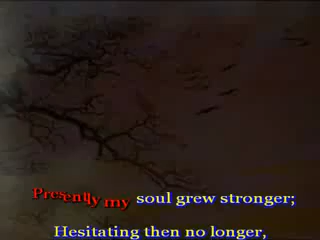 Presently my soul grew stronger;
Hesitating then no longer,